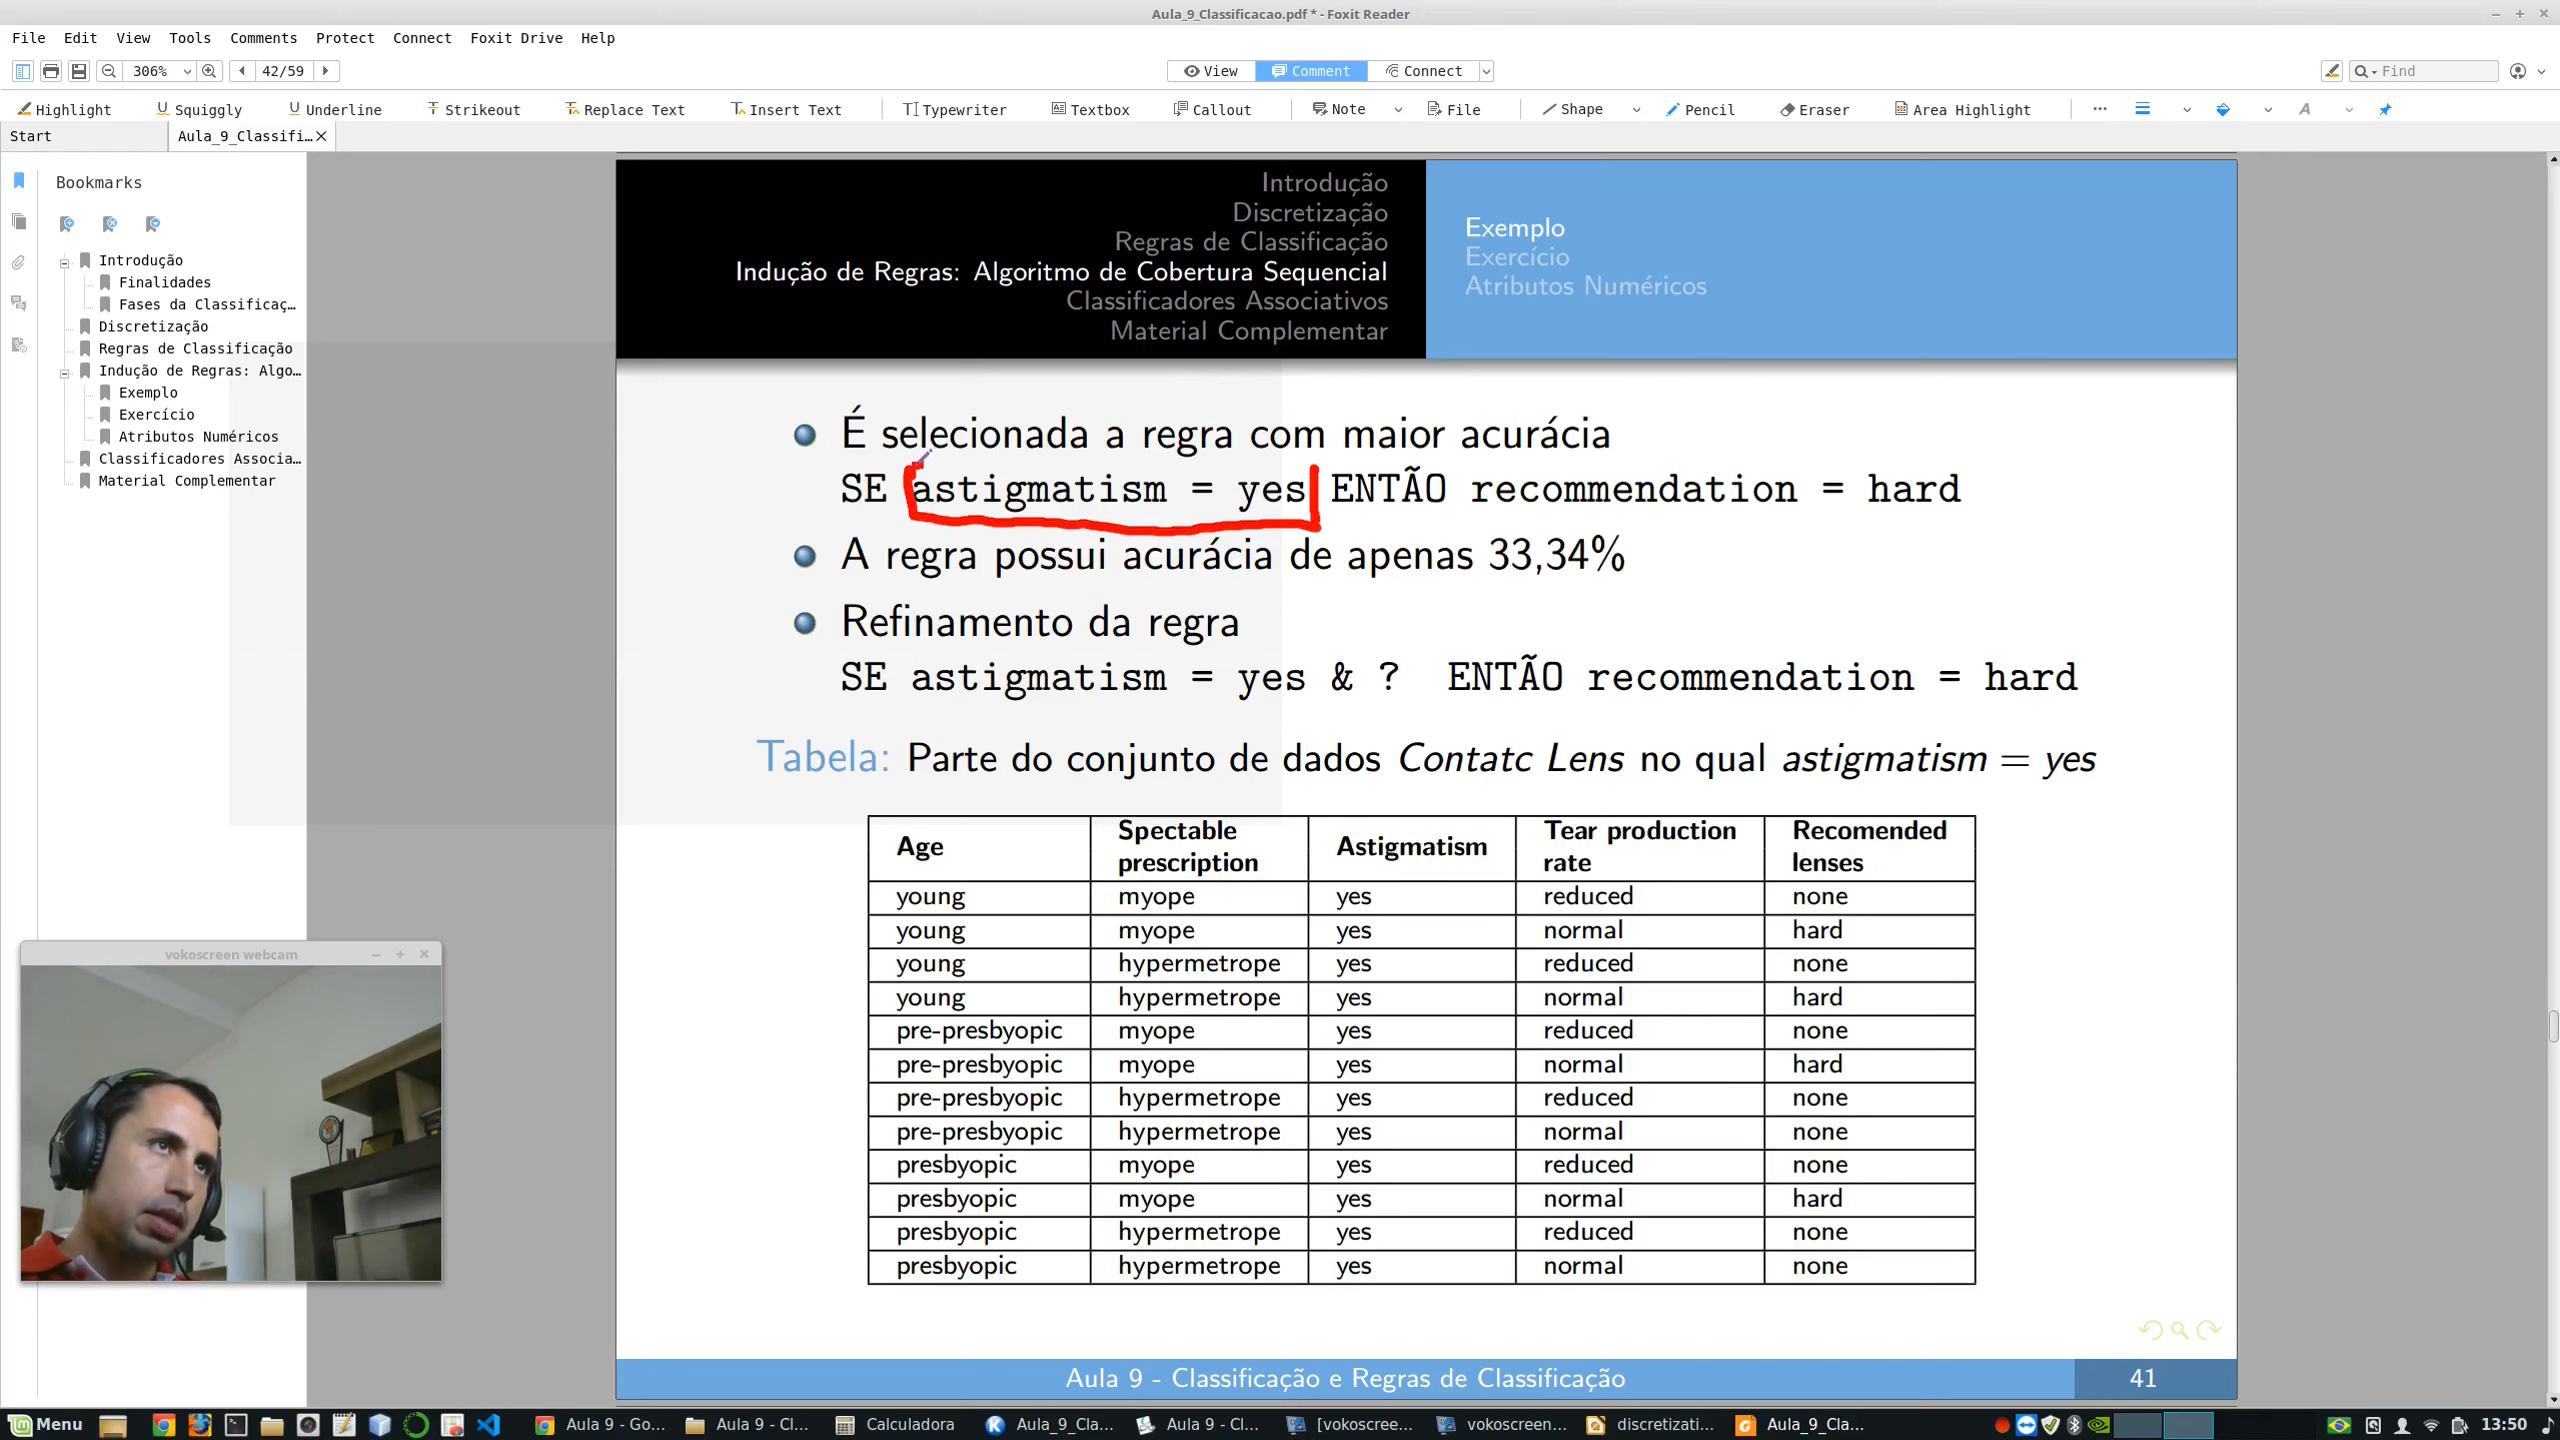 Aula_9_Classificacao.pdf * - Foxit Reader
File Edit View Tools Comments Protect Connect Foxit Drive Help
306% 42/59 View Comment Connect Find
Highlight Squiggly Underline Strikeout Replace Text Insert Text Typewriter Textbox Callout Note File Shape Pencil Eraser Area Highlight ...
Start Aula_9_Classifi...
Bookmarks
Introdução
Finalidades
Fases da Classificaç...
Discretização
Regras de Classificação
Indução de Regras: Algo...
Exemplo
Exercício
Atributos Numéricos
Classificadores Associa...
Material Complementar
Introdução
Discretização
Regras de Classificação
Indução de Regras: Algoritmo de Cobertura Sequencial
Classificadores Associativos
Material Complementar
Exemplo
Exercício
Atributos Numéricos
É selecionada a regra com maior acurácia
SE astigmatism = yes ENTÃO recommendation = hard
A regra possui acurácia de apenas 33,34%
Refinamento da regra
SE astigmatism = yes & ? ENTÃO recommendation = hard
Tabela: Parte do conjunto de dados Contatc Lens no qual astigmatism = yes
Age Spectable prescription Astigmatism Tear production rate Recomended lenses
young myope yes reduced none
young myope yes normal hard
young hypermetrope yes reduced none
young hypermetrope yes normal hard
pre-presbyopic myope yes reduced none
pre-presbyopic myope yes normal hard
pre-presbyopic hypermetrope yes reduced none
pre-presbyopic hypermetrope yes normal none
presbyopic myope yes reduced none
presbyopic myope yes normal hard
presbyopic hypermetrope yes reduced none
presbyopic hypermetrope yes normal none
Aula 9 - Classificação e Regras de Classificação 41
vokoscreen webcam
Menu Aula 9 - Go... Aula 9 - Cl... Calculadora Aula_9_Cla... Aula 9 - Cl... [vokoscree... vokoscreen... discretizati... Aula_9_Cla... 13:50